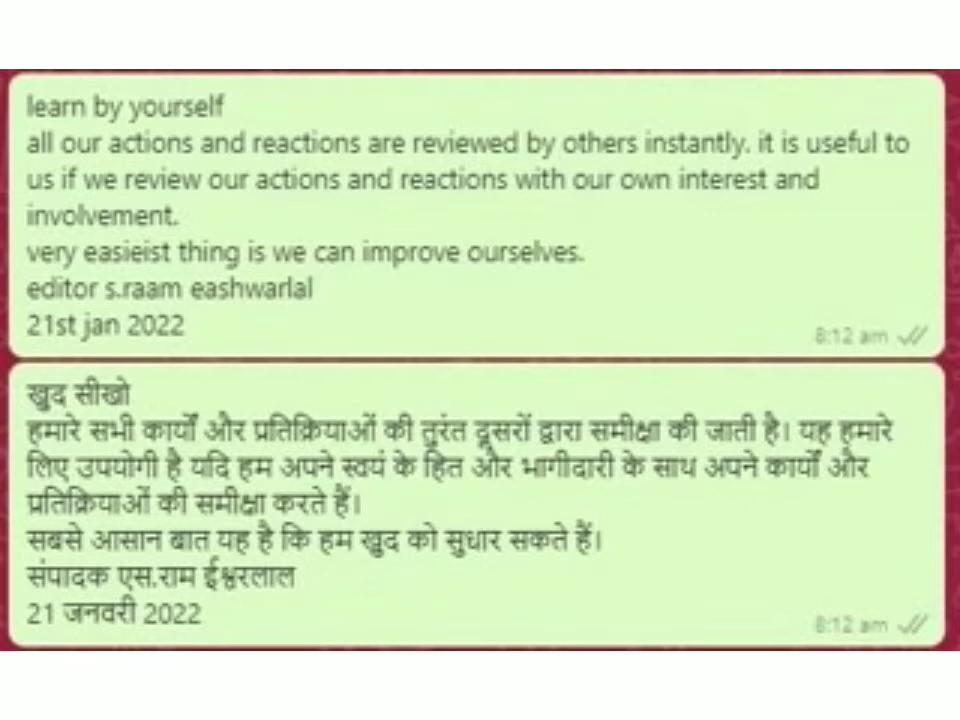 learn by yourself
all our actions and reactions are reviewed by others instantly. it is useful to
us if we review our actions and reactions with our own interest and
involvement.
very easieist thing is we can improve ourselves.
editor s.raam eashwarlal
21st jan 2022
8:12 am
खुद सीखो
हमारे सभी कार्यों और प्रतिक्रियाओं की तुरंत दूसरों द्वारा समीक्षा की जाती है। यह हमारे
लिए उपयोगी है यदि हम अपने स्वयं के हित और भागीदारी के साथ अपने कार्यों और
प्रतिक्रियाओं की समीक्षा करते हैं।
सबसे आसान बात यह है कि हम खुद को सुधार सकते हैं।
संपादक एस.राम ईश्वरलाल
21 जनवरी 2022
8:12 am